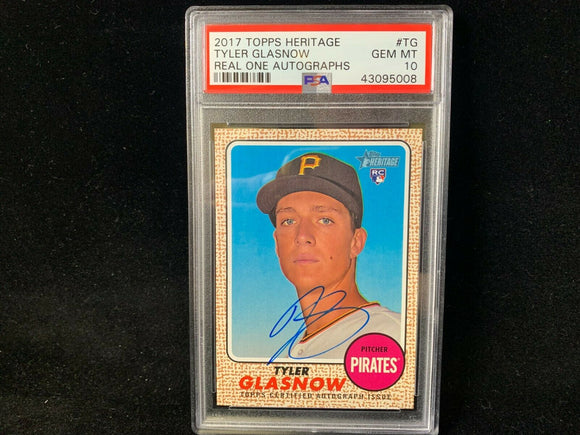 2017 TOPPS HERITAGE #TG
TYLER GLASNOW GEM MT
REAL ONE AUTOGRAPHS 10
PSA 43095008
P
Topps
HERITAGE
RC
TYLER
GLASNOW
PITCHER
PIRATES
TOPPS CERTIFIED AUTOGRAPH ISSUE